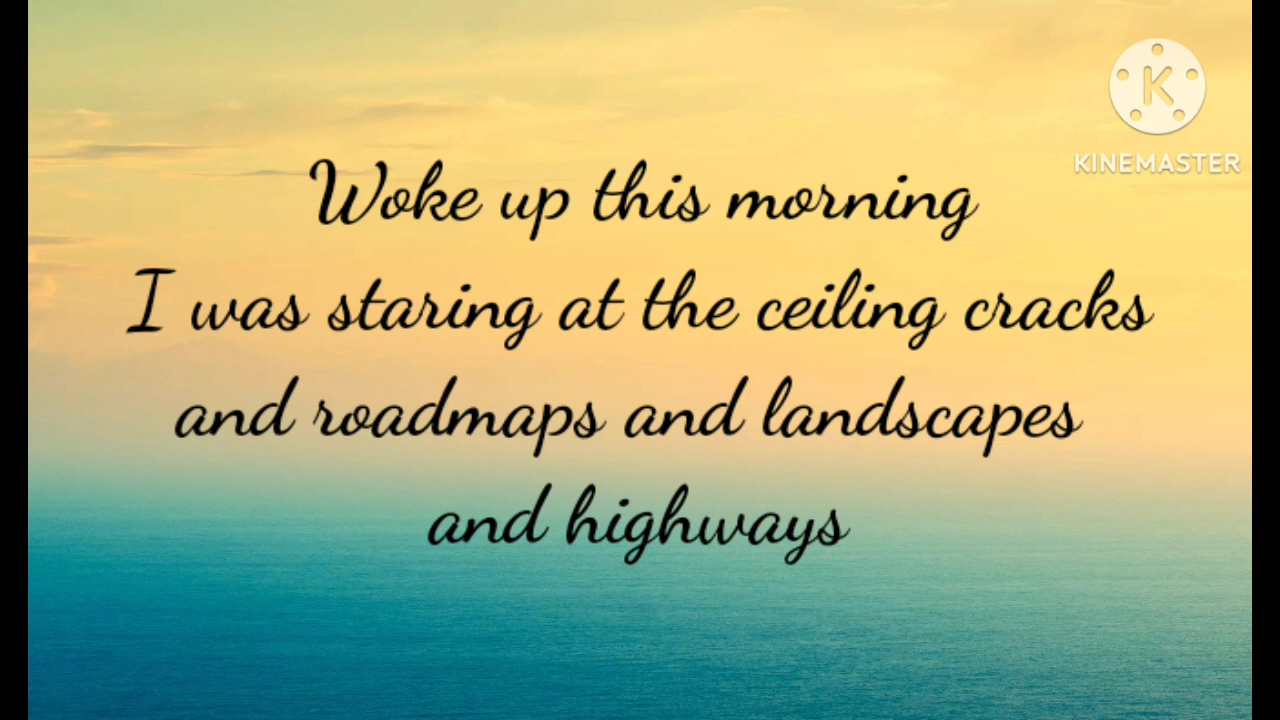 K
KINEMASTER
Woke up this morning
I was staring at the ceiling cracks
and roadmaps and landscapes
and highways